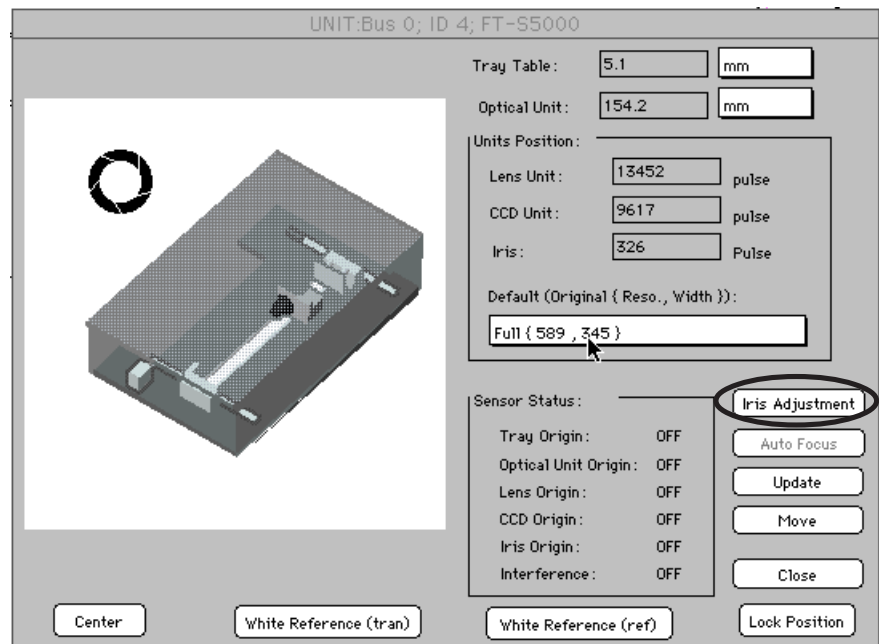 UNIT:Bus 0; ID 4; FT-S5000
Tray Table: 5.1 mm
Optical Unit: 154.2 mm
Units Position:
Lens Unit: 13452 pulse
CCD Unit: 9617 pulse
Iris: 326 Pulse
Default (Original { Reso., Width }):
Full { 589 , 345 }
Sensor Status:
Tray Origin: OFF
Optical Unit Origin: OFF
Lens Origin: OFF
CCD Origin: OFF
Iris Origin: OFF
Interference: OFF
Iris Adjustment
Auto Focus
Update
Move
Close
Center
White Reference (tran)
White Reference (ref)
Lock Position